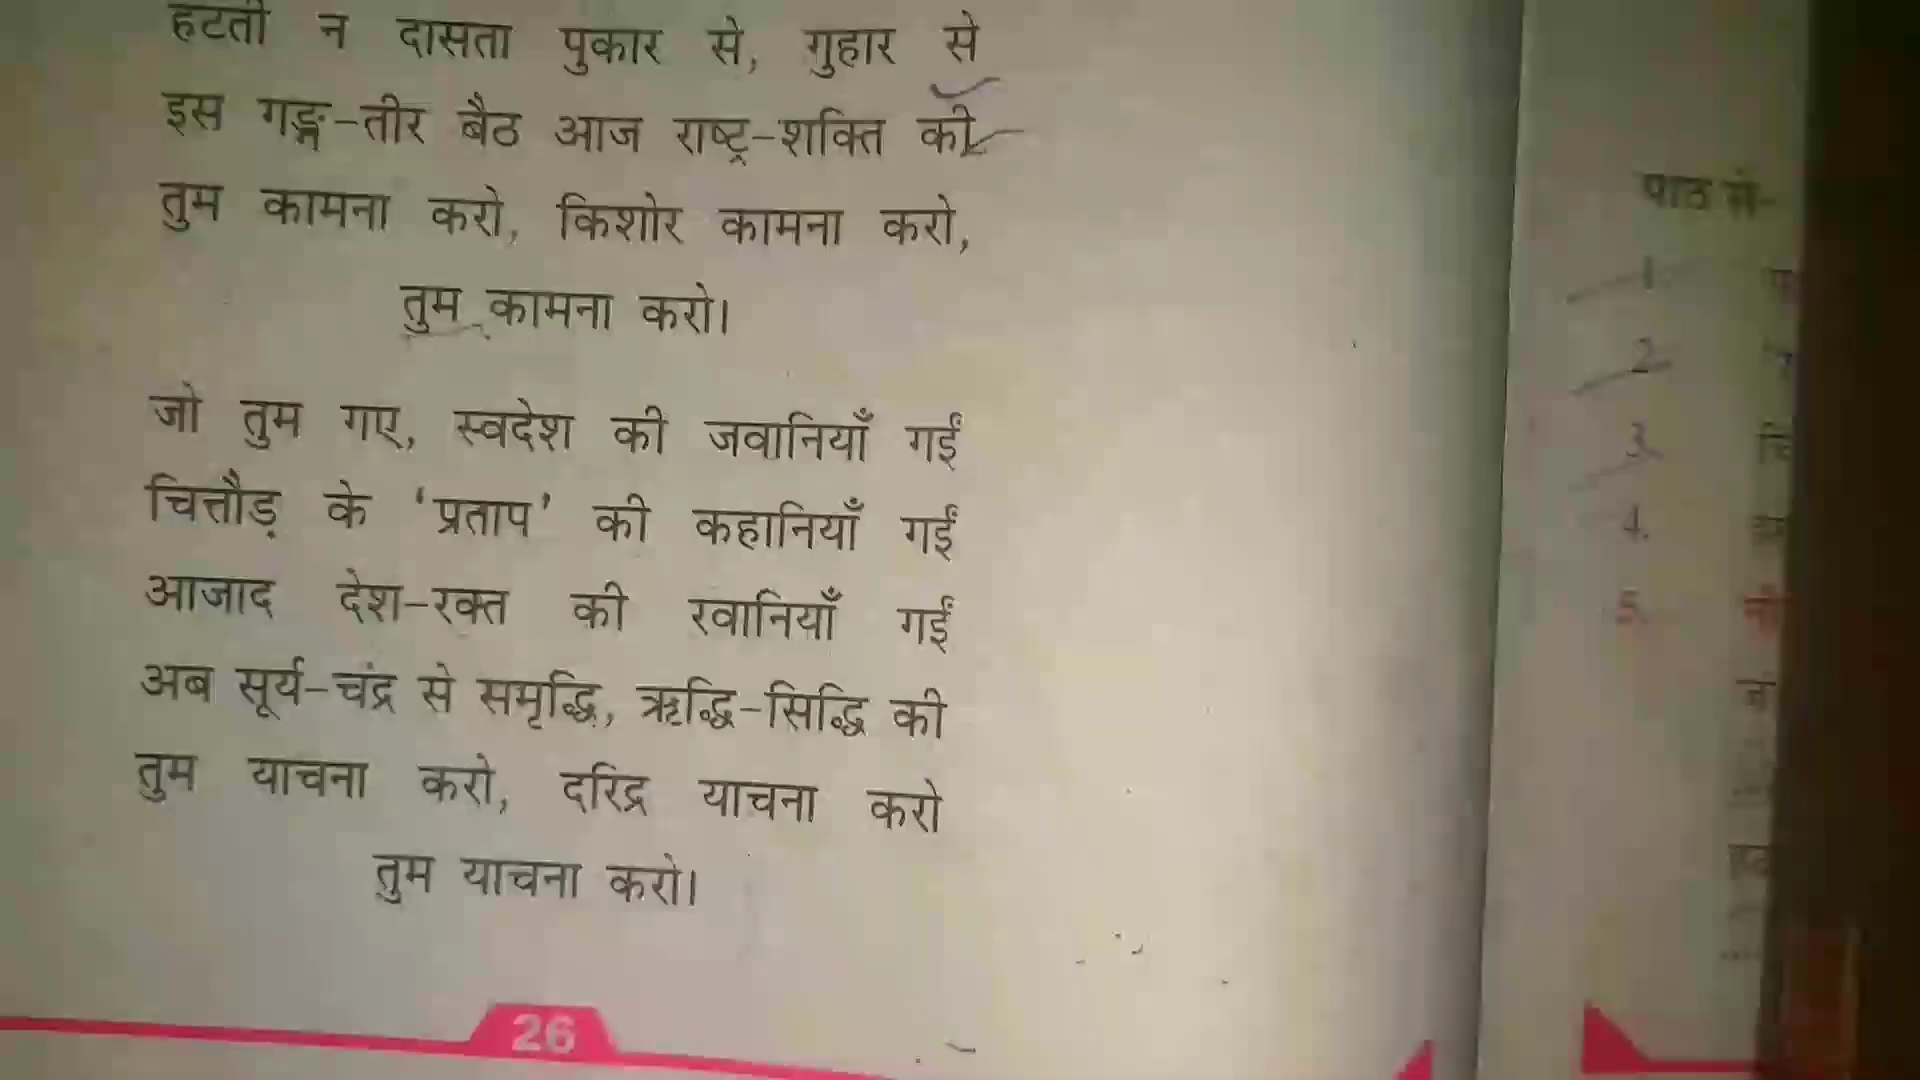 हटती न दासता पुकार से, गुहार से
इस गङ्ग-तीर बैठ आज राष्ट्र-शक्ति की
तुम कामना करो, किशोर कामना करो,
तुम कामना करो।
जो तुम गए, स्वदेश की जवानियाँ गईं
चित्तौड़ के ‘प्रताप’ की कहानियाँ गईं
आजाद देश-रक्त की रवानियाँ गईं
अब सूर्य-चंद्र से समृद्धि, ऋद्धि-सिद्धि की
तुम याचना करो, दरिद्र याचना करो
तुम याचना करो।
26
पाठ से-
1.
2.
3.
4.
5.